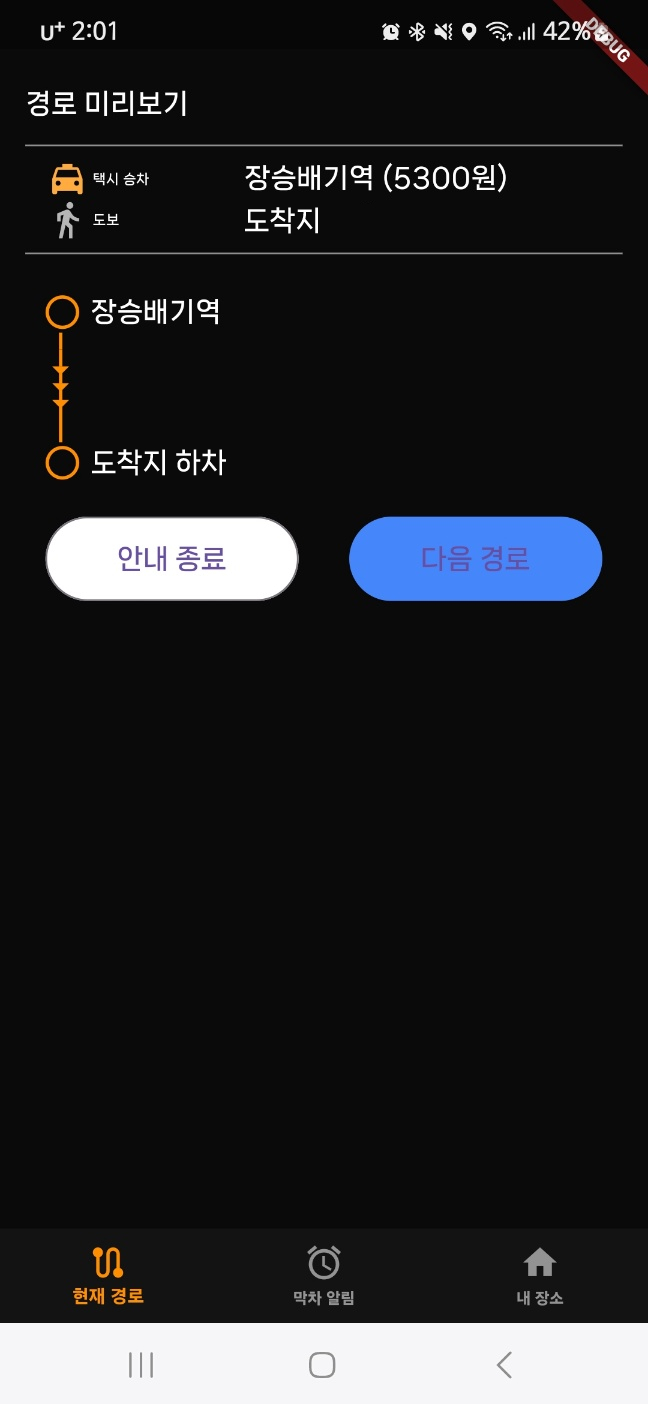 U⁺ 2:01
42%
DEBUG
경로 미리보기
택시 승차 장승배기역 (5300원)
도보 도착지
장승배기역
도착지 하차
안내 종료
다음 경로
현재 경로
막차 알림
내 장소